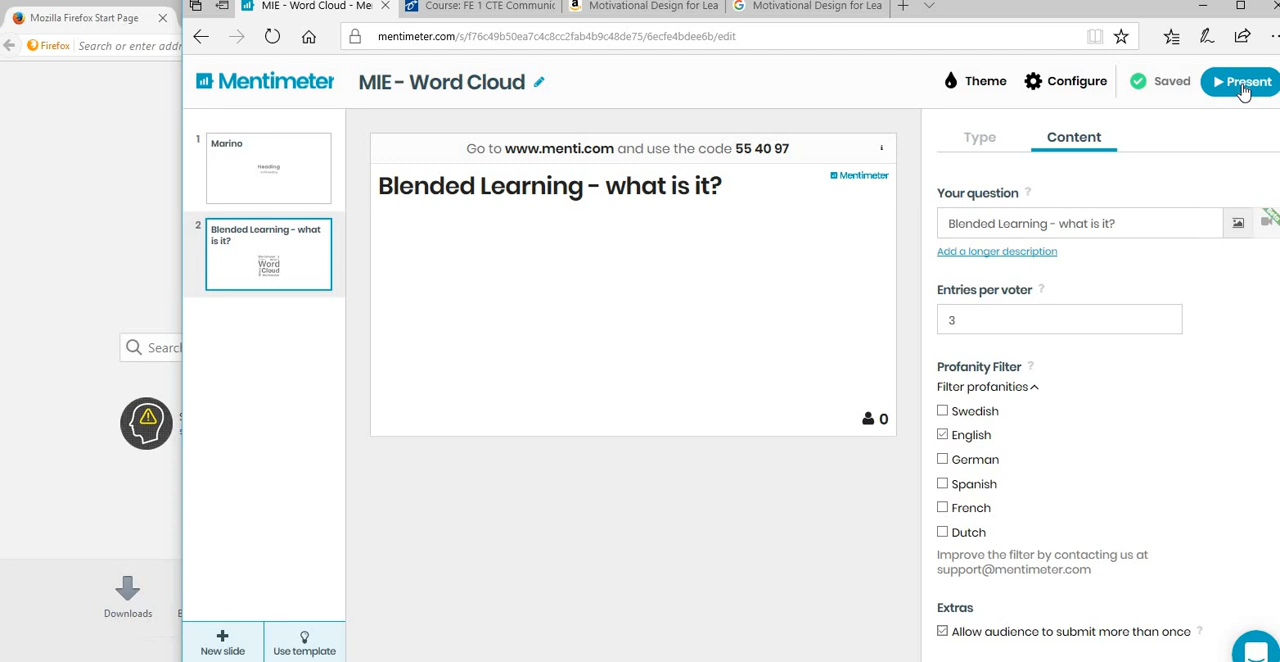 Mozilla Firefox Start Page
Firefox
Search or enter addr
Search
Downloads
MIE - Word Cloud - Me
Course: FE 1 CTE Communic
Motivational Design for Lea
Motivational Design for Lea
mentimeter.com/s/f76c49b50ea7c4c8cc2fab4b9c48de75/6ecfe4bdee6b/edit
Mentimeter
MIE - Word Cloud
Theme
Configure
Saved
Present
1
Marino
Heading
2
Blended Learning - what
is it?
Word
Cloud
New slide
Use template
Go to www.menti.com and use the code 55 40 97
Mentimeter
Blended Learning - what is it?
0
Type
Content
Your question ?
Blended Learning - what is it?
Add a longer description
Entries per voter ?
3
Profanity Filter ?
Filter profanities
Swedish
English
German
Spanish
French
Dutch
Improve the filter by contacting us at
support@mentimeter.com
Extras
Allow audience to submit more than once ?